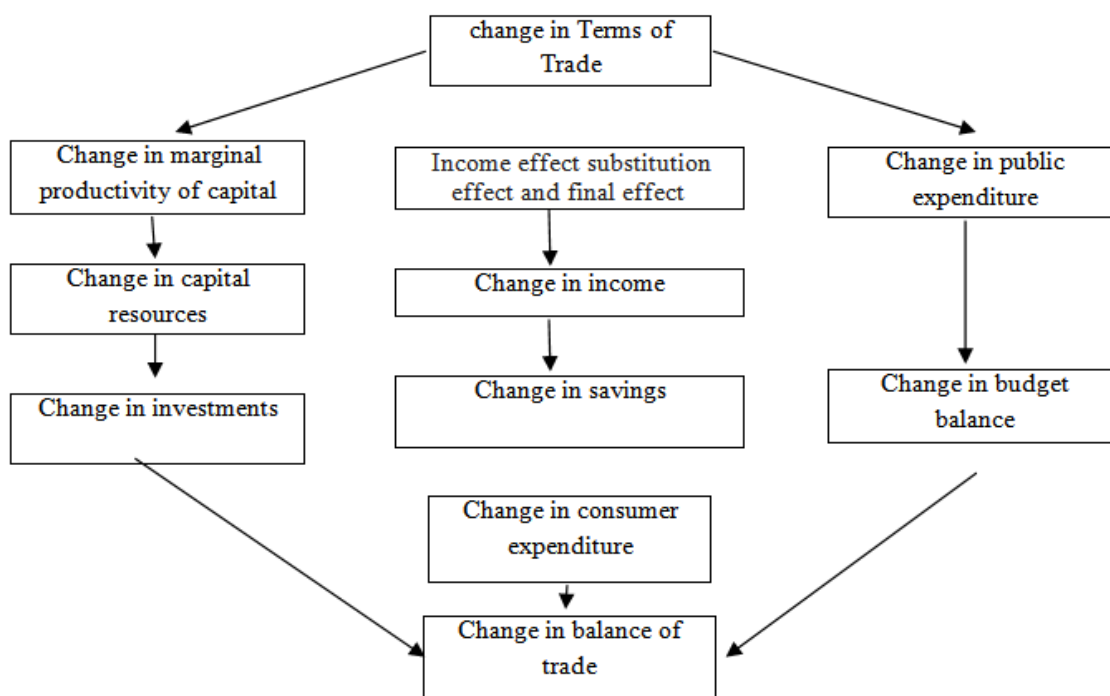 change in Terms of
Trade
Change in marginal
productivity of capital
Income effect substitution
effect and final effect
Change in public
expenditure
Change in capital
resources
Change in income
Change in investments
Change in savings
Change in budget
balance
Change in consumer
expenditure
Change in balance of
trade